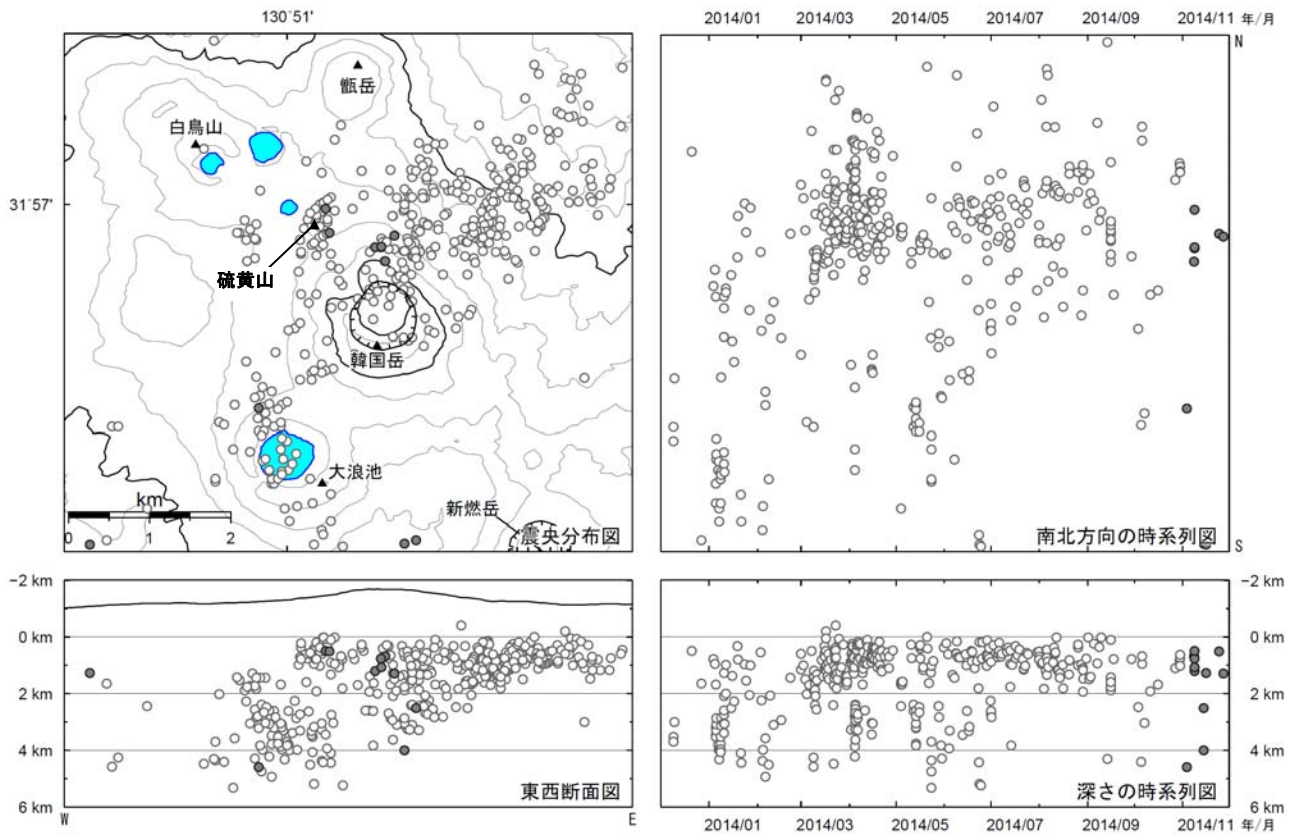 130°51'
2014/01 2014/03 2014/05 2014/07 2014/09 2014/11 年/月
N
甑岳
白鳥山
31°57'
硫黄山
韓国岳
大浪池
km
新燃岳
0 1 2
震央分布図
南北方向の時系列図
S
-2 km
0 km
2 km
4 km
6 km
東西断面図
W E
-2 km
0 km
2 km
4 km
6 km
深さの時系列図
2014/01 2014/03 2014/05 2014/07 2014/09 2014/11 年/月